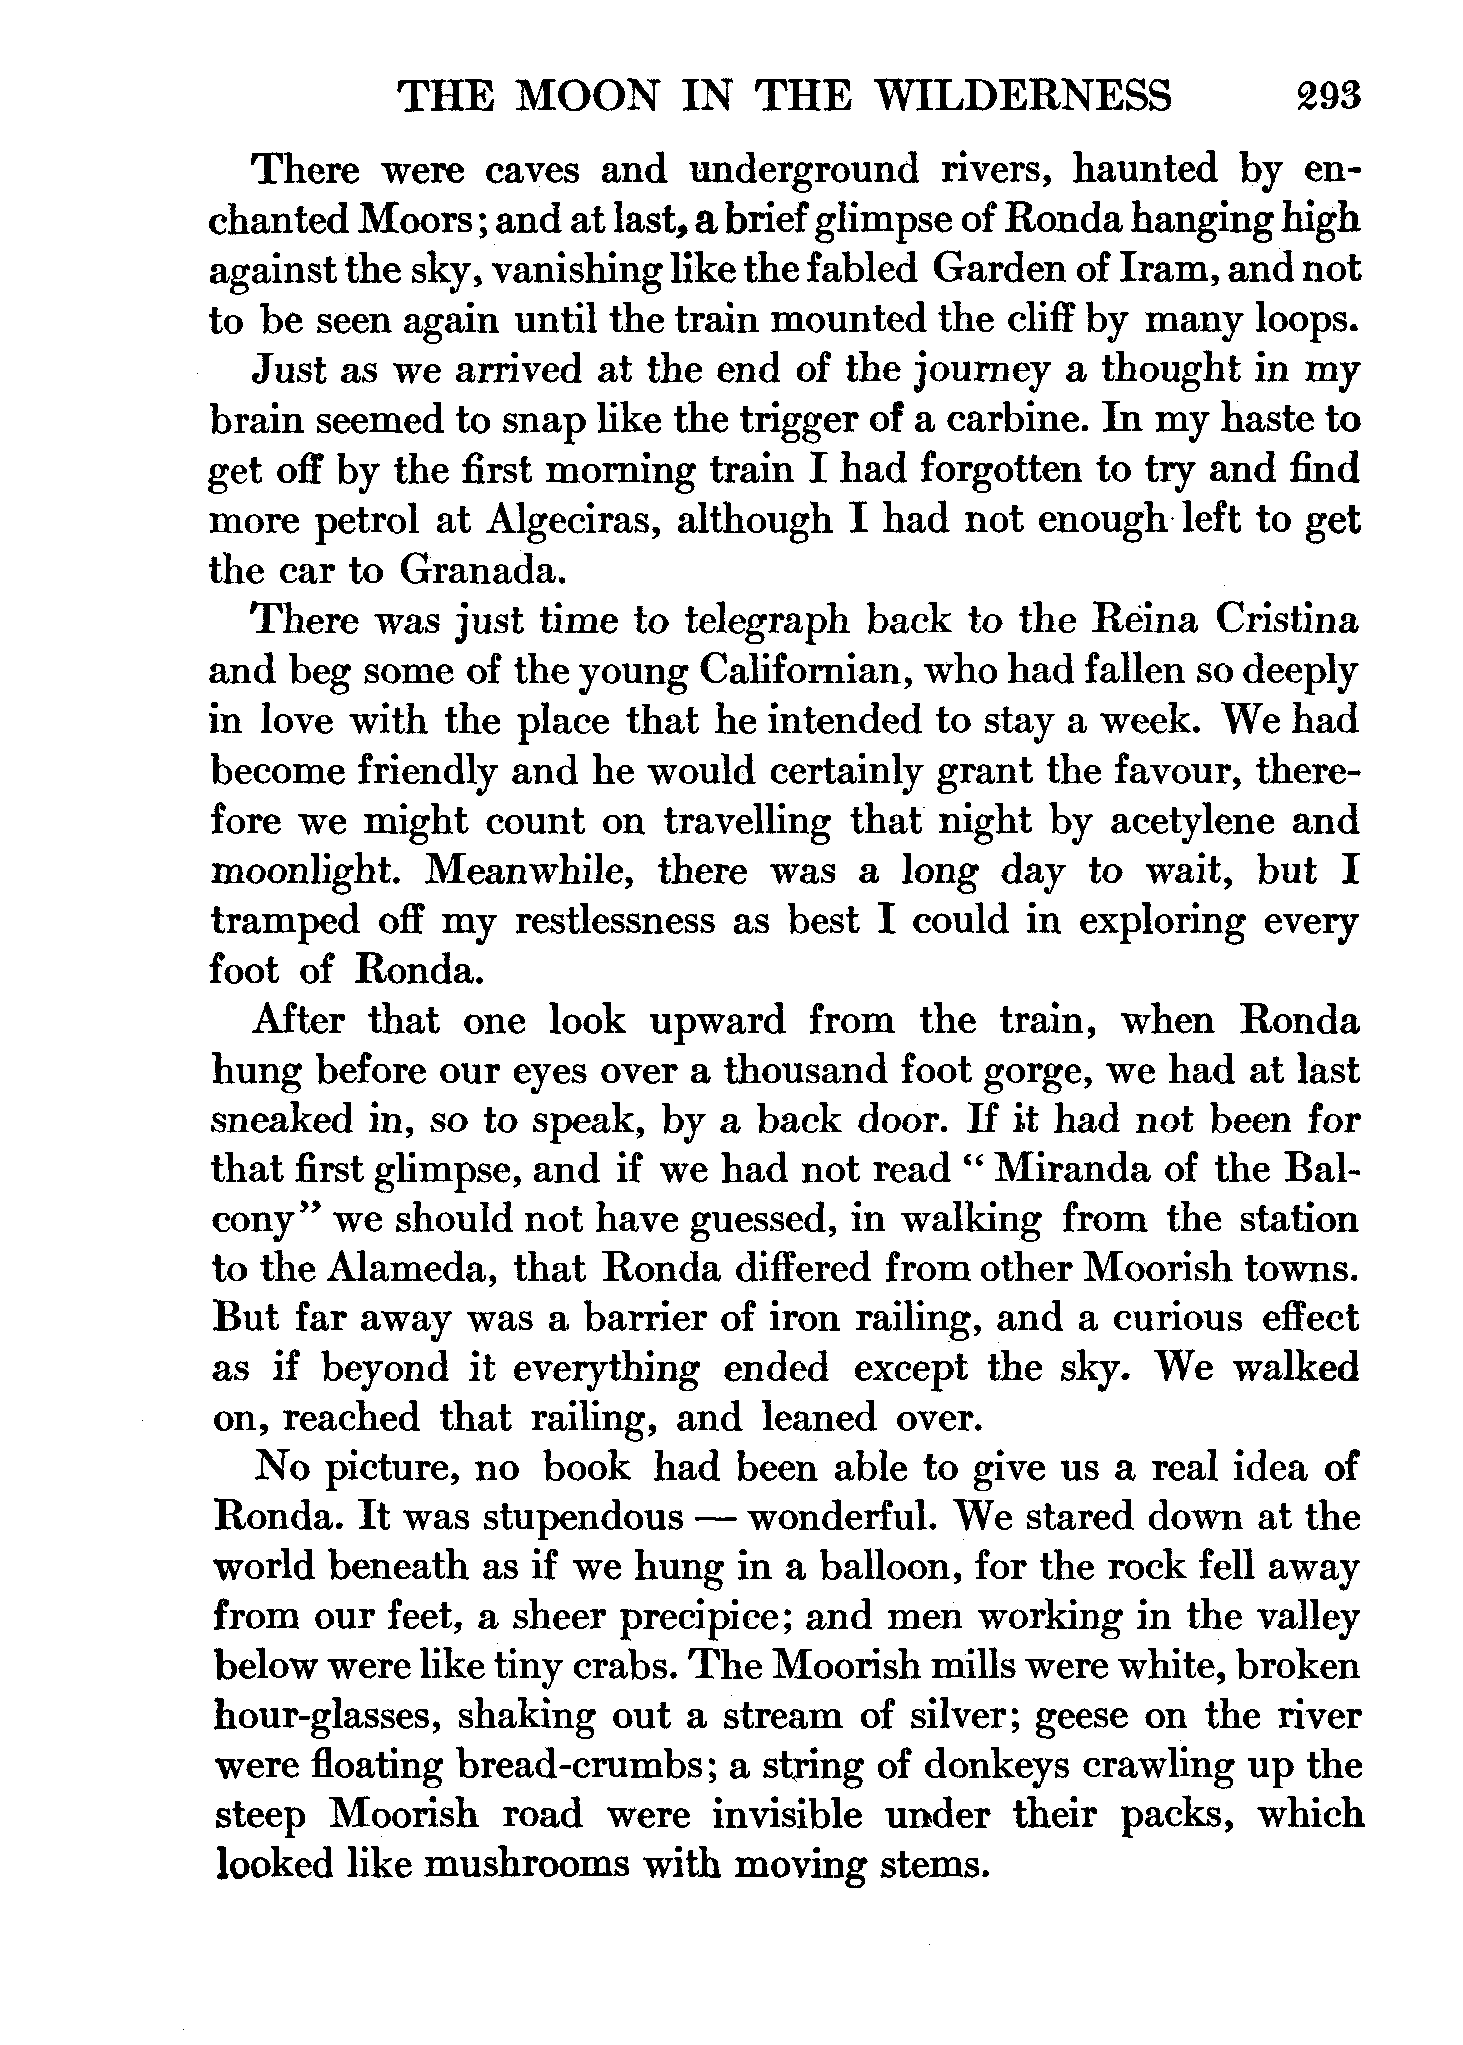 THE MOON IN THE WILDERNESS 293
There were caves and underground rivers, haunted by en-
chanted Moors; and at last, a brief glimpse of Ronda hanging high
against the sky, vanishing like the fabled Garden of Iram, and not
to be seen again until the train mounted the cliff by many loops.
Just as we arrived at the end of the journey a thought in my
brain seemed to snap like the trigger of a carbine. In my haste to
get off by the first morning train I had forgotten to try and find
more petrol at Algeciras, although I had not enough left to get
the car to Granada.
There was just time to telegraph back to the Reina Cristina
and beg some of the young Californian, who had fallen so deeply
in love with the place that he intended to stay a week. We had
become friendly and he would certainly grant the favour, there-
fore we might count on travelling that night by acetylene and
moonlight. Meanwhile, there was a long day to wait, but I
tramped off my restlessness as best I could in exploring every
foot of Ronda.
After that one look upward from the train, when Ronda
hung before our eyes over a thousand foot gorge, we had at last
sneaked in, so to speak, by a back door. If it had not been for
that first glimpse, and if we had not read “ Miranda of the Bal-
cony” we should not have guessed, in walking from the station
to the Alameda, that Ronda differed from other Moorish towns.
But far away was a barrier of iron railing, and a curious effect
as if beyond it everything ended except the sky. We walked
on, reached that railing, and leaned over.
No picture, no book had been able to give us a real idea of
Ronda. It was stupendous — wonderful. We stared down at the
world beneath as if we hung in a balloon, for the rock fell away
from our feet, a sheer precipice; and men working in the valley
below were like tiny crabs. The Moorish mills were white, broken
hour-glasses, shaking out a stream of silver; geese on the river
were floating bread-crumbs; a string of donkeys crawling up the
steep Moorish road were invisible under their packs, which
looked like mushrooms with moving stems.